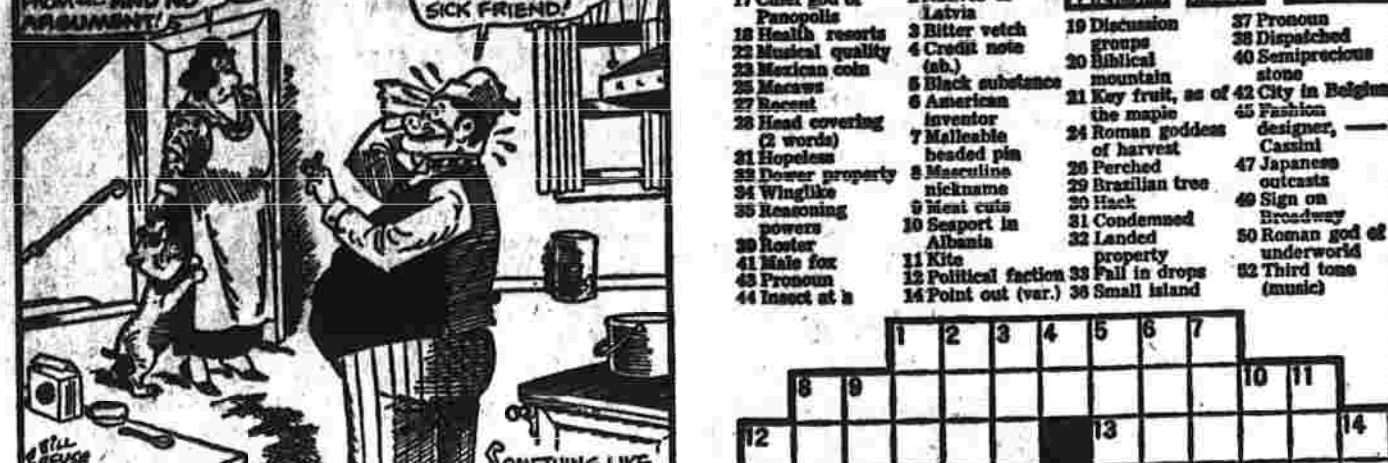 HOME AND NO
ARGUMENT!
SICK FRIEND!
SOMETHING LIKE
BILL
17 Chief god of
Panopolis
18 Health resorts
22 Musical quality
23 Mexican coin
25 Macaws
27 Recent
28 Head covering
(2 words)
31 Hopeless
33 Dower property
34 Winglike
35 Reasoning
powers
39 Roster
41 Male fox
43 Pronoun
44 Insect at a
Latvia
3 Bitter vetch
4 Credit note
(ab.)
5 Black substance
6 American
inventor
7 Malleable
headed pin
8 Masculine
nickname
9 Meat cuts
10 Seaport in
Albania
11 Kite
12 Political faction
14 Point out (var.)
19 Discussion
groups
20 Biblical
mountain
21 Key fruit, as of
the maple
24 Roman goddess
of harvest
26 Perched
29 Brazilian tree
30 Hack
31 Condemned
32 Landed
property
33 Fall in drops
36 Small island
37 Pronoun
38 Dispatched
40 Semiprecious
stone
42 City in Belgium
45 Fashion
designer, —
Cassini
47 Japanese
outcasts
49 Sign on
Broadway
50 Roman god of
underworld
52 Third tone
(music)
1 2 3 4 5 6 7
8 9 10 11
12 13 14